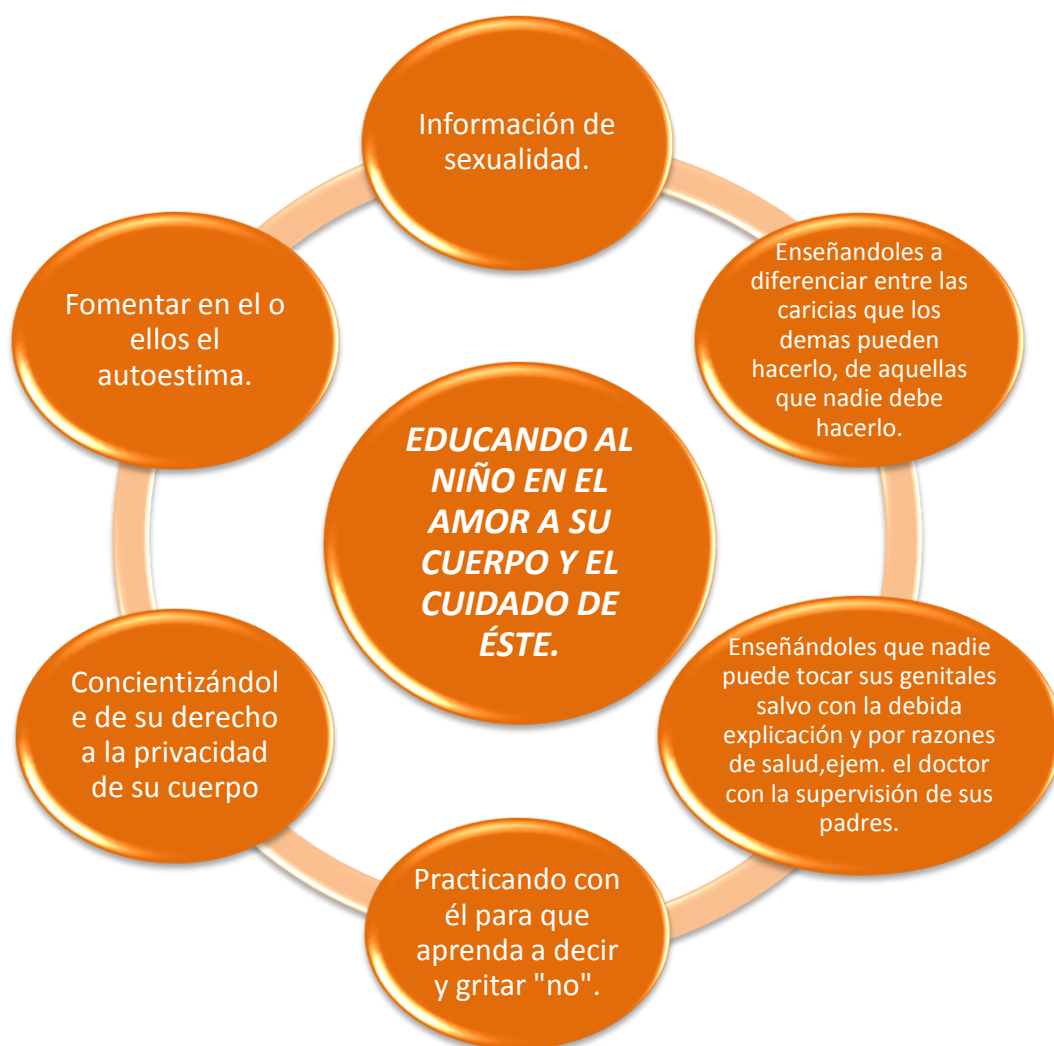 Información de
sexualidad.
Enseñandoles a
diferenciar entre las
caricias que los
demas pueden
hacerlo, de aquellas
que nadie debe
hacerlo.
Enseñándoles que nadie
puede tocar sus genitales
salvo con la debida
explicación y por razones
de salud,ejem. el doctor
con la supervisión de sus
padres.
Practicando con
él para que
aprenda a decir
y gritar "no".
Concientizándol
e de su derecho
a la privacidad
de su cuerpo
Fomentar en el o
ellos el
autoestima.
EDUCANDO AL
NIÑO EN EL
AMOR A SU
CUERPO Y EL
CUIDADO DE
ÉSTE.